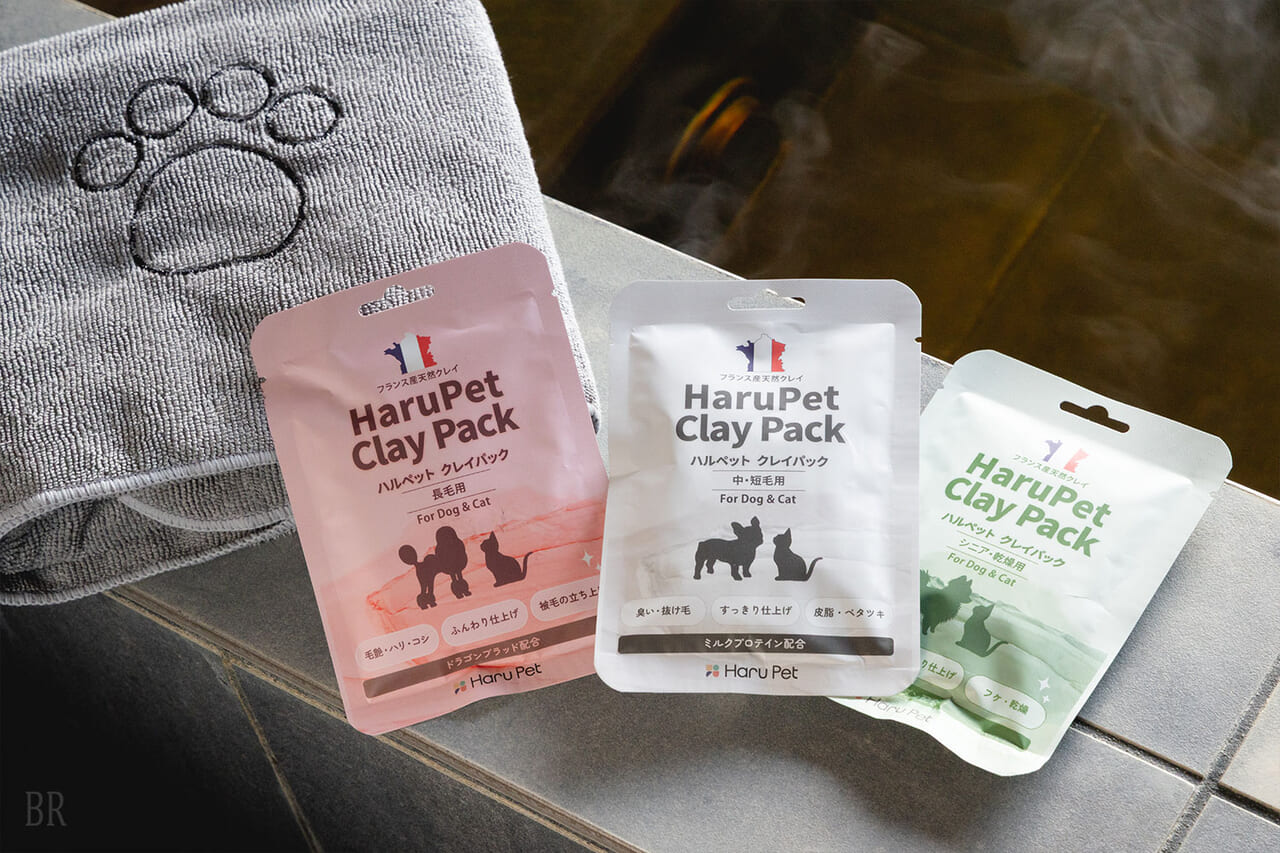 フランス産天然クレイ
HaruPet
Clay Pack
ハルペット クレイパック
長毛用
For Dog & Cat
毛艶・ハリ・コシ
ふんわり仕上げ
被毛の立ち上
ドラゴンブラッド配合
Haru Pet
フランス産天然クレイ
HaruPet
Clay Pack
ハルペット クレイパック
中・短毛用
For Dog & Cat
臭い・抜け毛
すっきり仕上げ
皮脂・ベタツキ
ミルクプロテイン配合
Haru Pet
フランス産天然クレイ
HaruPet
Clay Pack
ハルペット クレイパック
シニア・乾燥用
For Dog & Cat
り仕上げ
フケ・乾燥
Haru Pet
BR